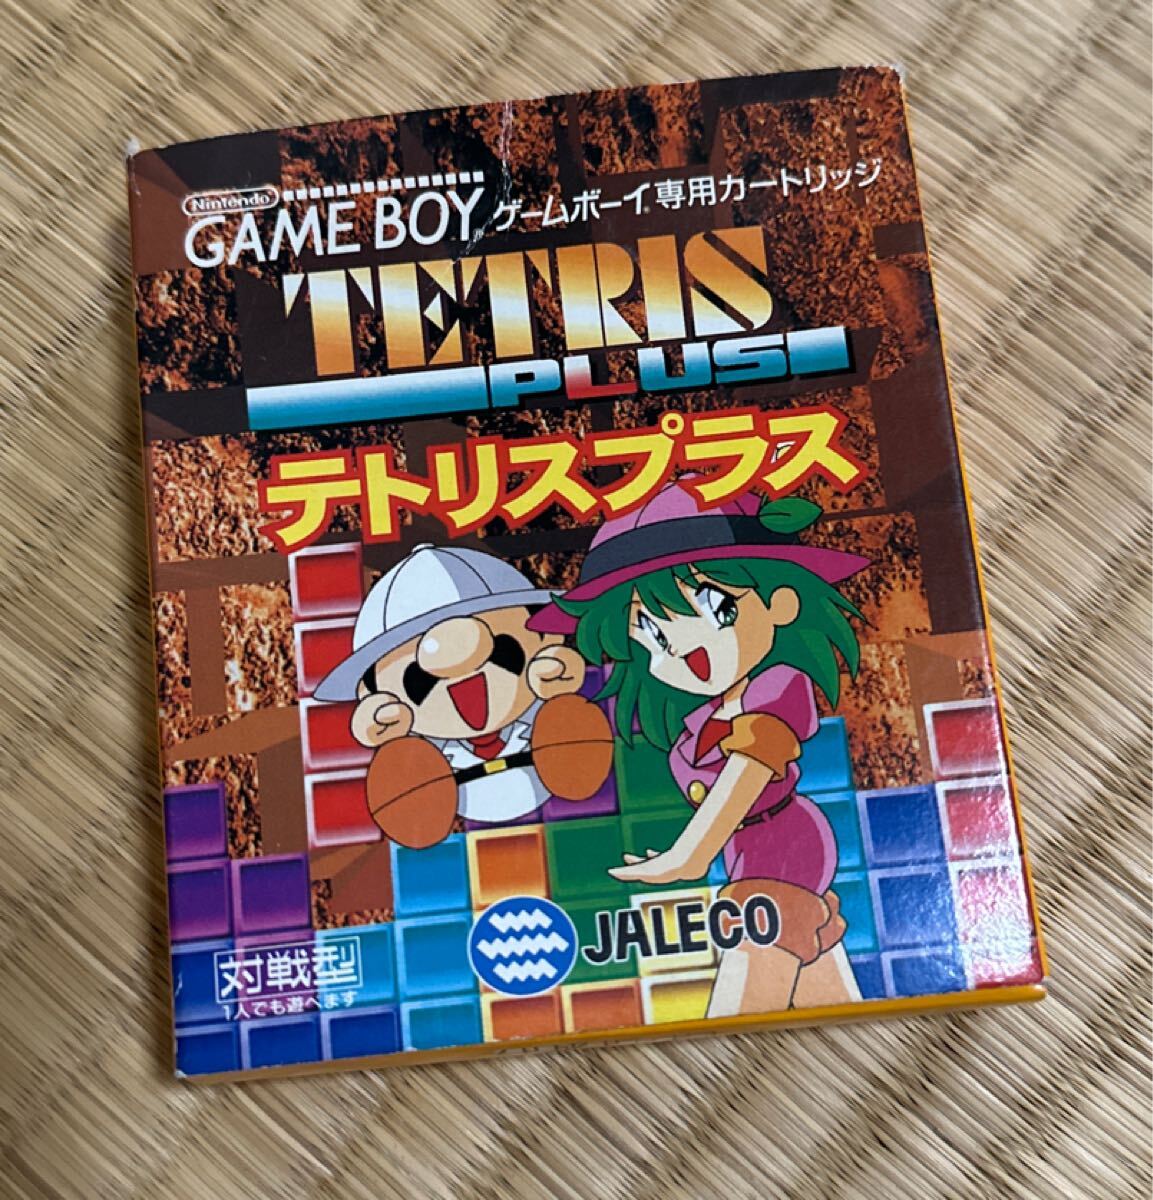 Nintendo
GAME BOY ゲームボーイ専用カートリッジ
TETRIS
PLUS
テトリスプラス
JALECO
対戦型
1人でも遊べます